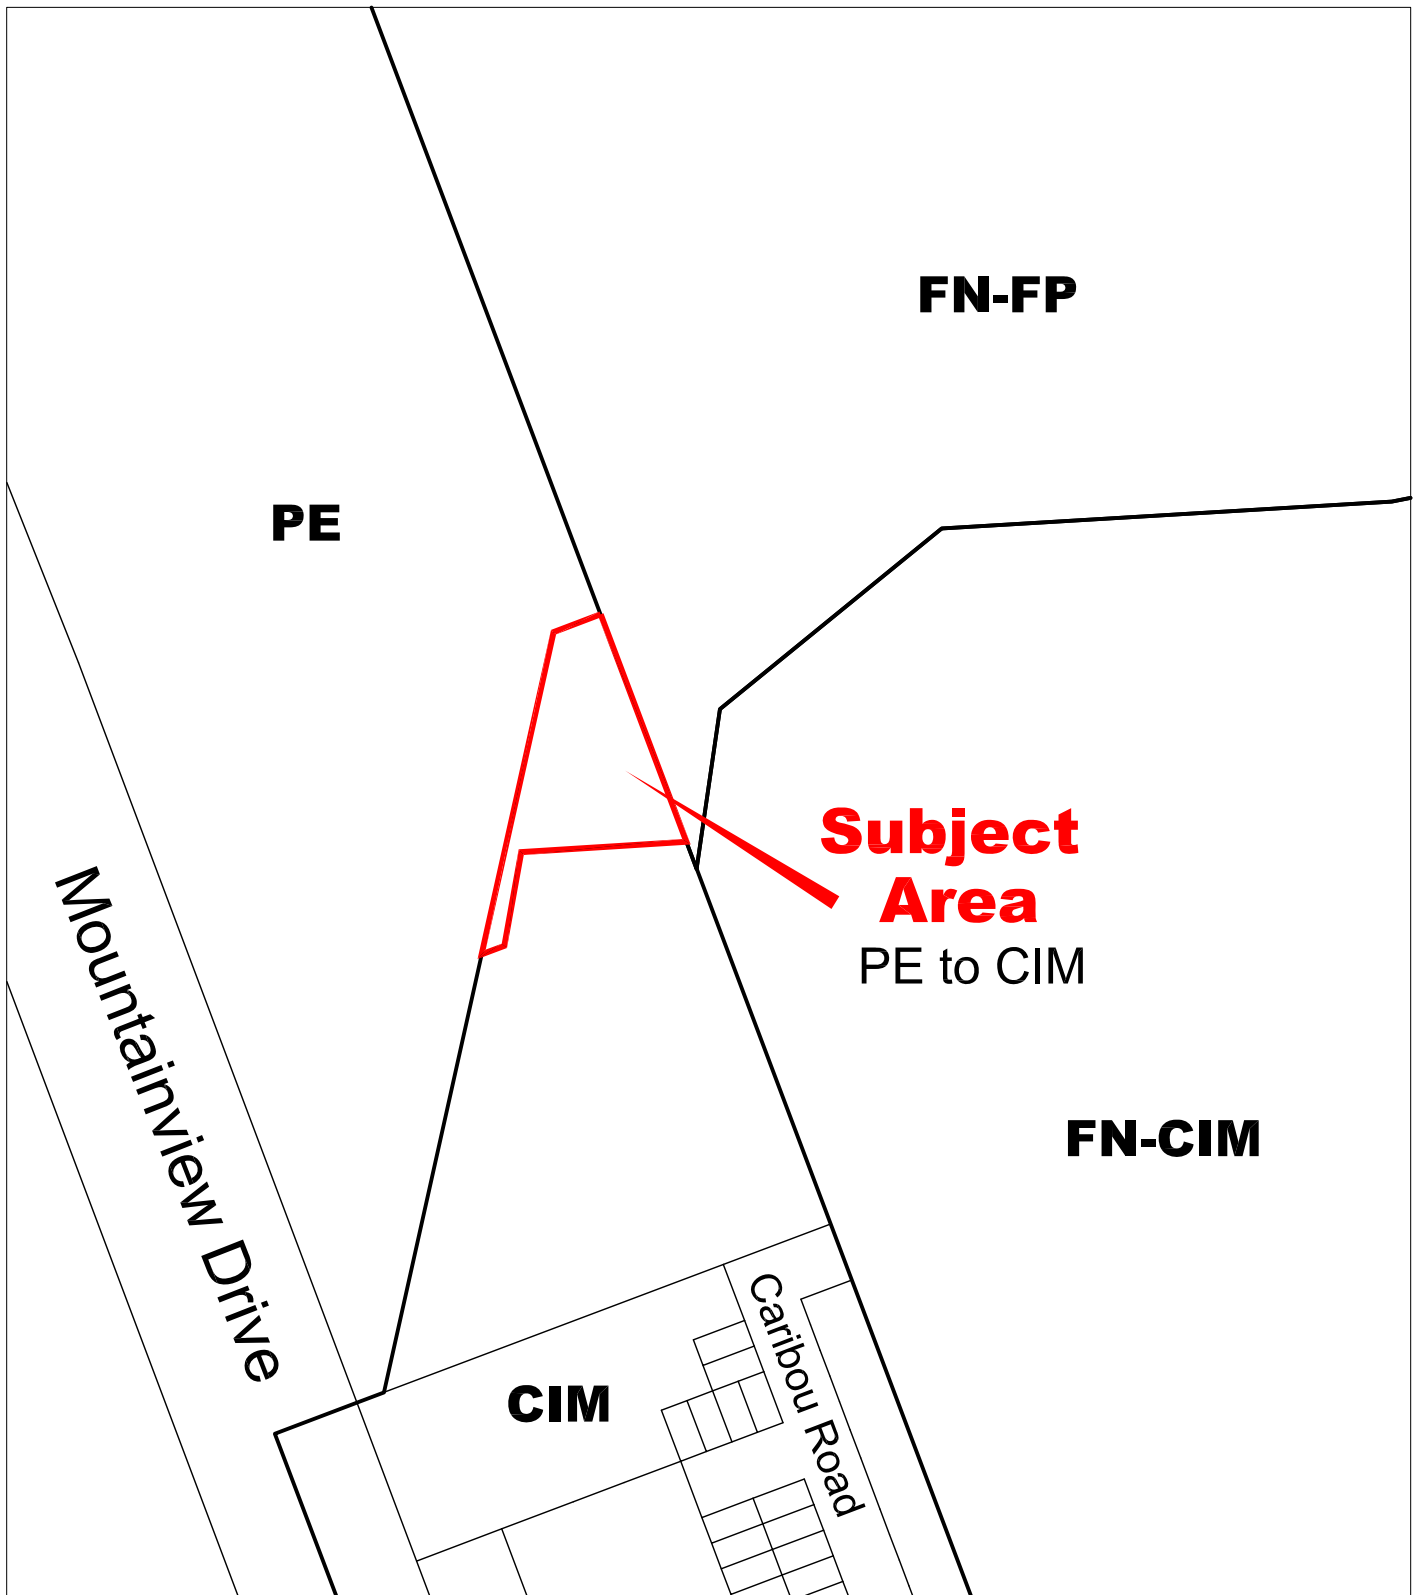 FN-FP
PE
Subject
Area
PE to CIM
Mountainview Drive
FN-CIM
Caribou Road
CIM